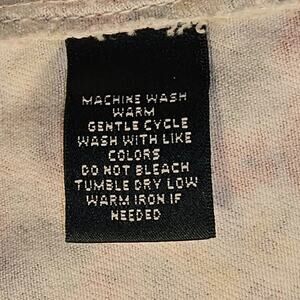 MACHINE WASH
WARM
GENTLE CYCLE
WASH WITH LIKE
COLORS
DO NOT BLEACH
TUMBLE DRY LOW
WARM IRON IF
NEEDED